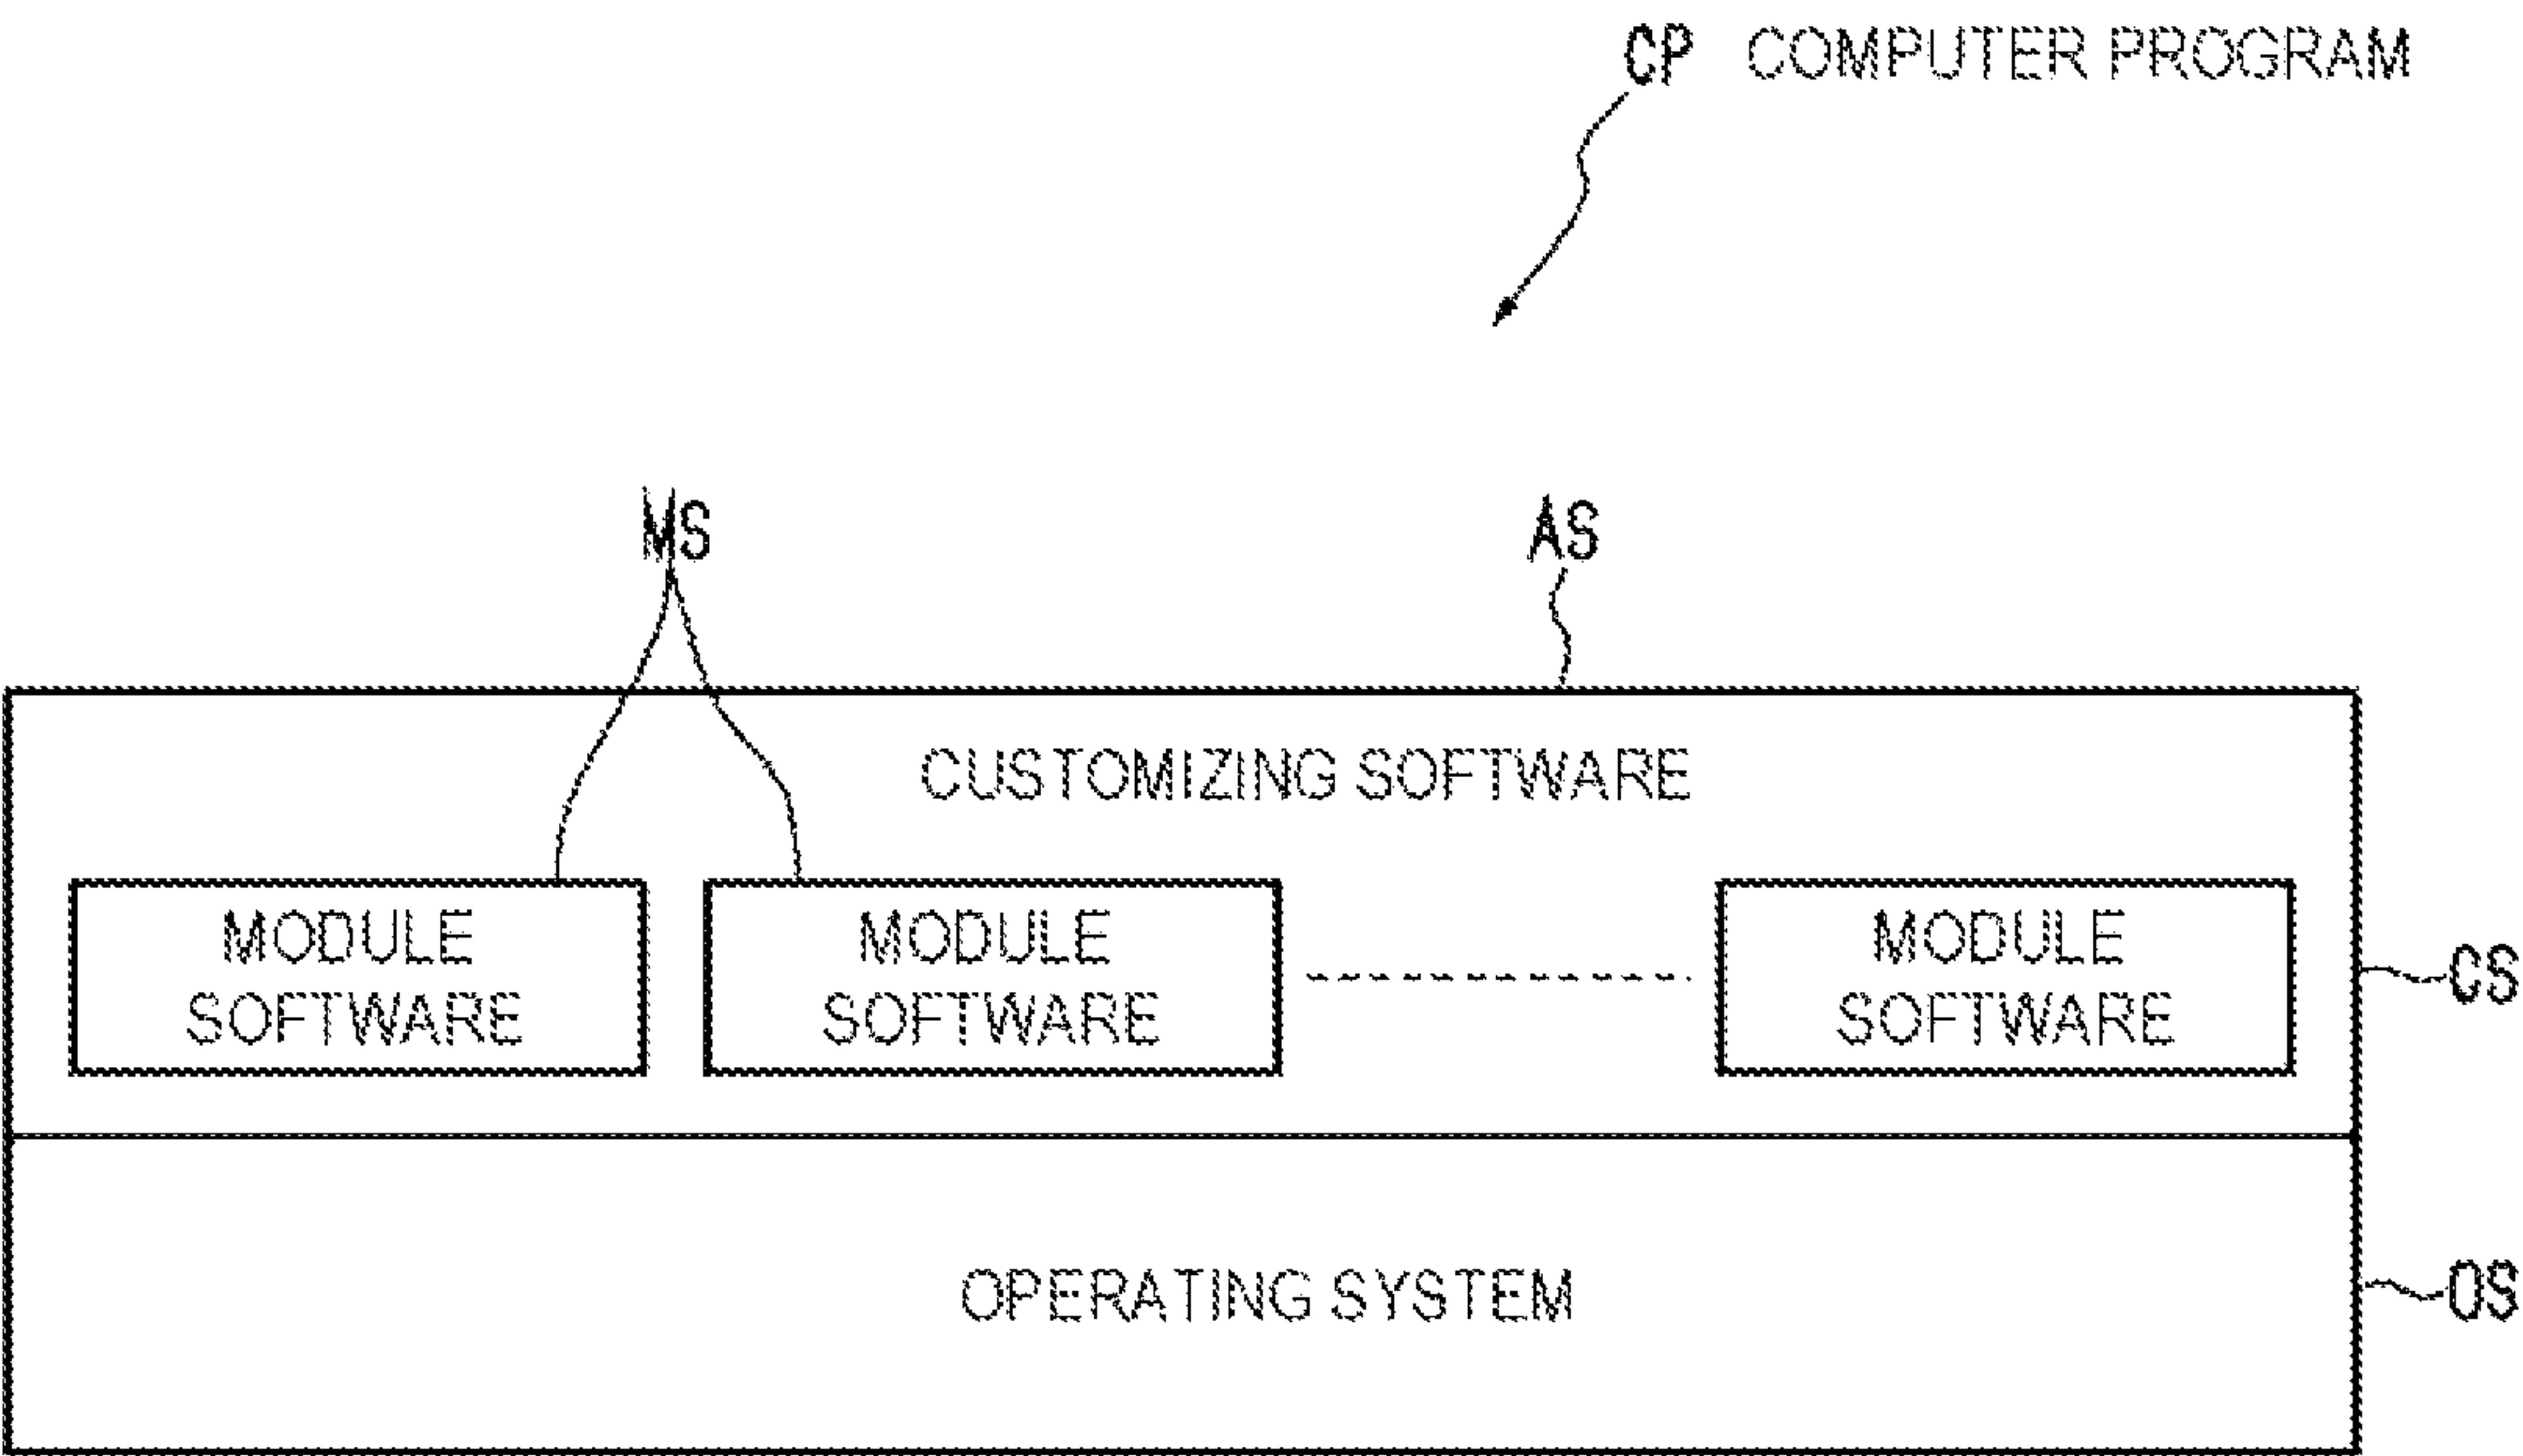 CP COMPUTER PROGRAM
MS
AS
CUSTOMIZING SOFTWARE
MODULE
SOFTWARE
MODULE
SOFTWARE
MODULE
SOFTWARE
CS
OPERATING SYSTEM
OS